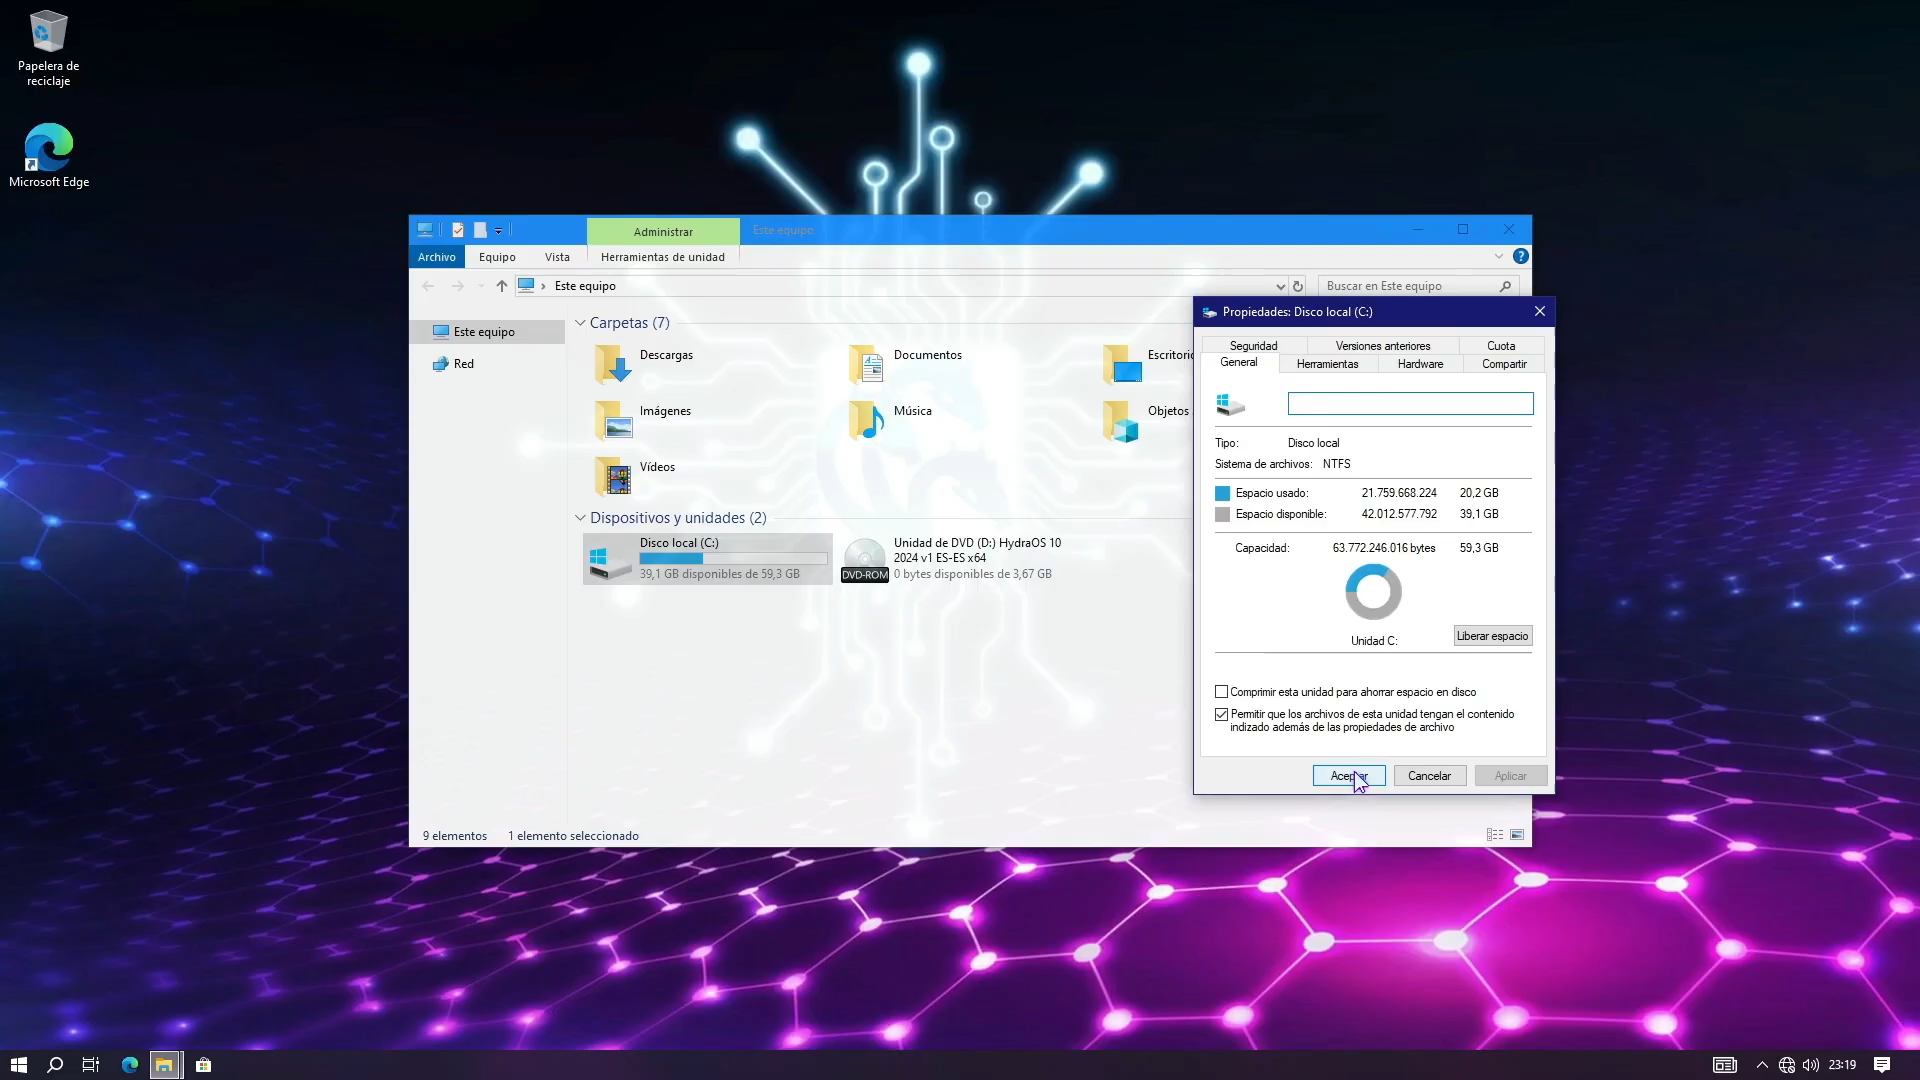 Papelera de
reciclaje
Microsoft Edge
Administrar
Este equipo
Archivo
Equipo
Vista
Herramientas de unidad
Este equipo
Buscar en Este equipo
Este equipo
Red
Carpetas (7)
Descargas
Documentos
Escritorio
Imágenes
Música
Objetos
Vídeos
Dispositivos y unidades (2)
Disco local (C:)
39,1 GB disponibles de 59,3 GB
DVD-ROM
Unidad de DVD (D:) HydraOS 10
2024 v1 ES-ES x64
0 bytes disponibles de 3,67 GB
9 elementos
1 elemento seleccionado
Propiedades: Disco local (C:)
Seguridad
Versiones anteriores
Cuota
General
Herramientas
Hardware
Compartir
Tipo: Disco local
Sistema de archivos: NTFS
Espacio usado: 21.759.668.224 20,2 GB
Espacio disponible: 42.012.577.792 39,1 GB
Capacidad: 63.772.246.016 bytes 59,3 GB
Unidad C:
Liberar espacio
Comprimir esta unidad para ahorrar espacio en disco
Permitir que los archivos de esta unidad tengan el contenido
indizado además de las propiedades de archivo
Aceptar
Cancelar
Aplicar
23:19